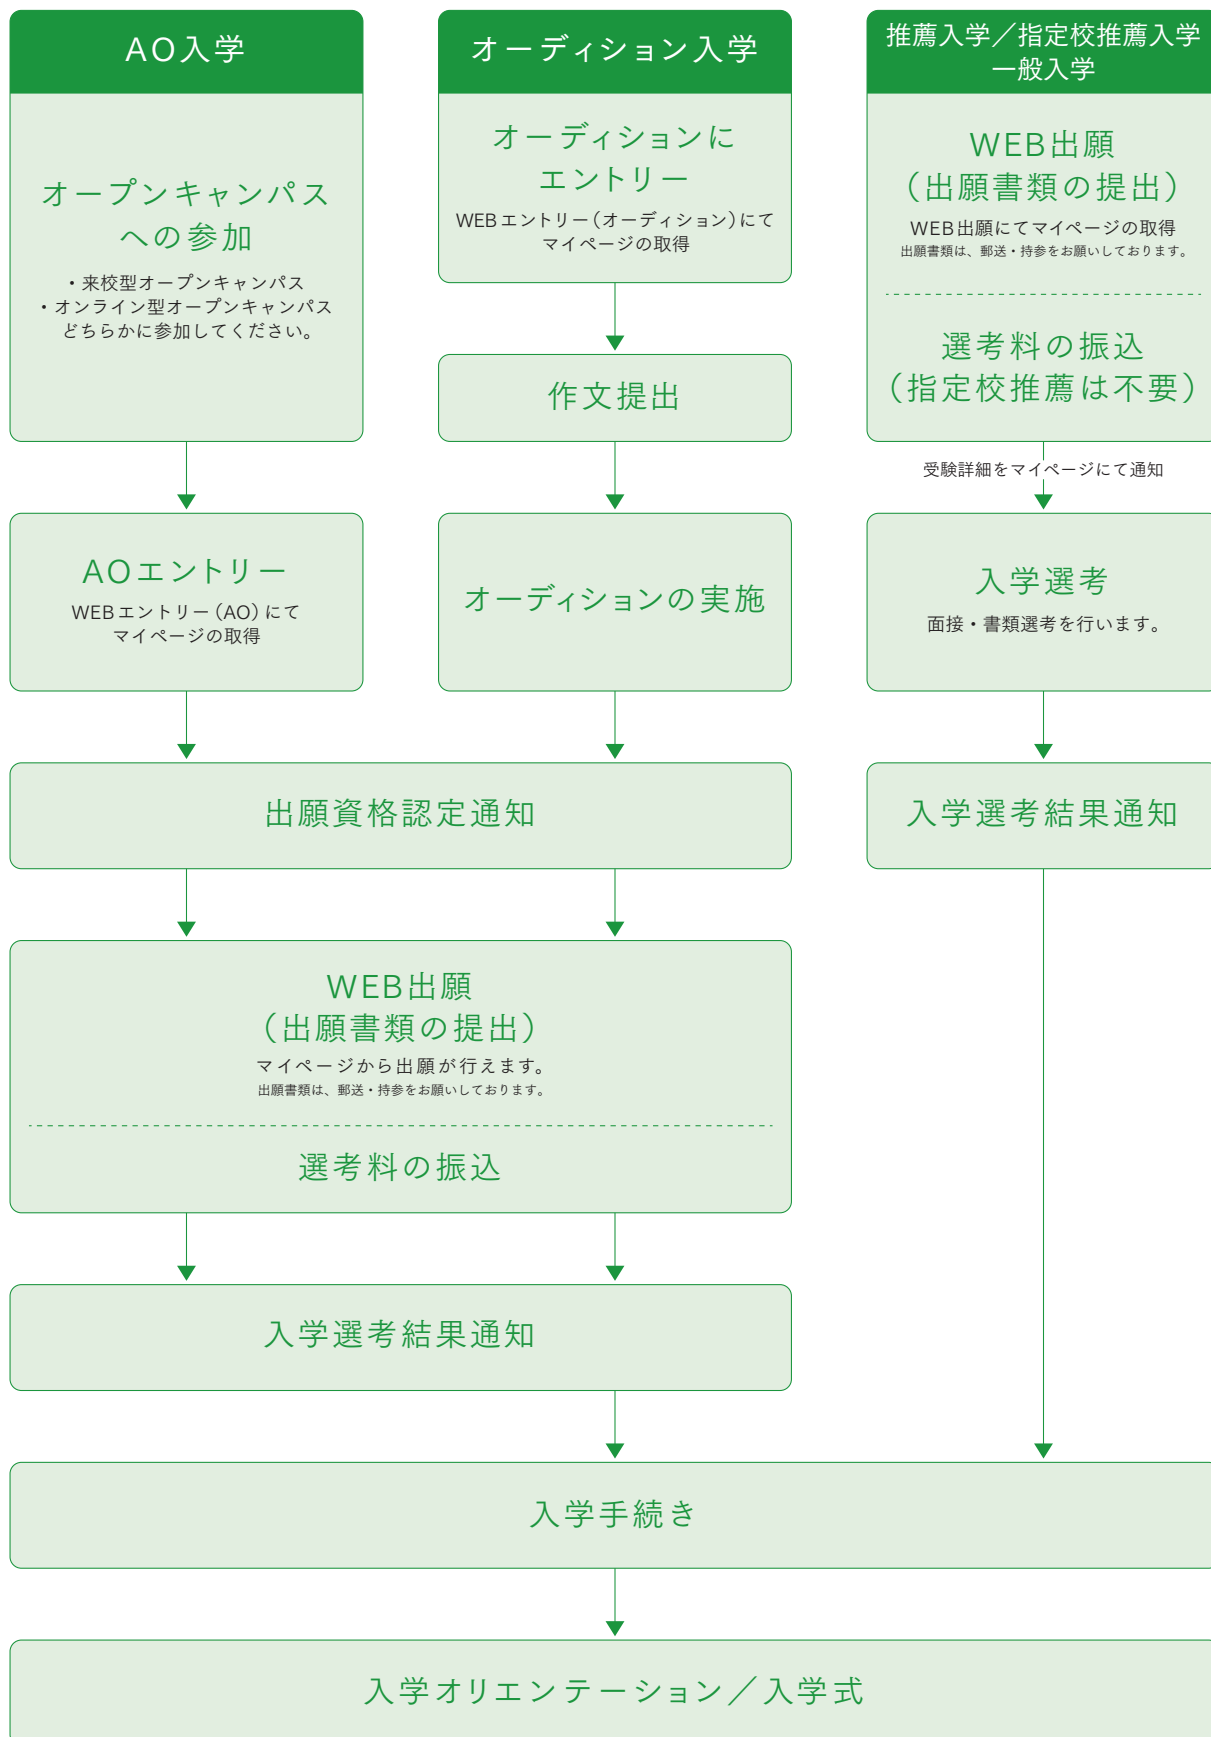 AO入学
オープンキャンパス
への参加
・来校型オープンキャンパス
・オンライン型オープンキャンパス
どちらかに参加してください。
AOエントリー
WEBエントリー（AO）にて
マイページの取得
オーディション入学
オーディションに
エントリー
WEBエントリー（オーディション）にて
マイページの取得
作文提出
オーディションの実施
出願資格認定通知
WEB出願
（出願書類の提出）
マイページから出願が行えます。
出願書類は、郵送・持参をお願いしております。
選考料の振込
入学選考結果通知
推薦入学／指定校推薦入学
一般入学
WEB出願
（出願書類の提出）
WEB出願にてマイページの取得
出願書類は、郵送・持参をお願いしております。
選考料の振込
（指定校推薦は不要）
受験詳細をマイページにて通知
入学選考
面接・書類選考を行います。
入学選考結果通知
入学手続き
入学オリエンテーション／入学式